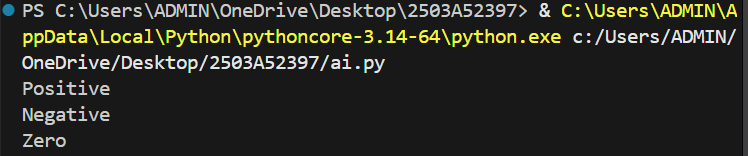 PS C:\Users\ADMIN\OneDrive\Desktop\2503A52397> & C:\Users\ADMIN\A
ppData\Local\Python\pythoncore-3.14-64\python.exe c:/Users/ADMIN/
OneDrive/Desktop/2503A52397/ai.py
Positive
Negative
Zero